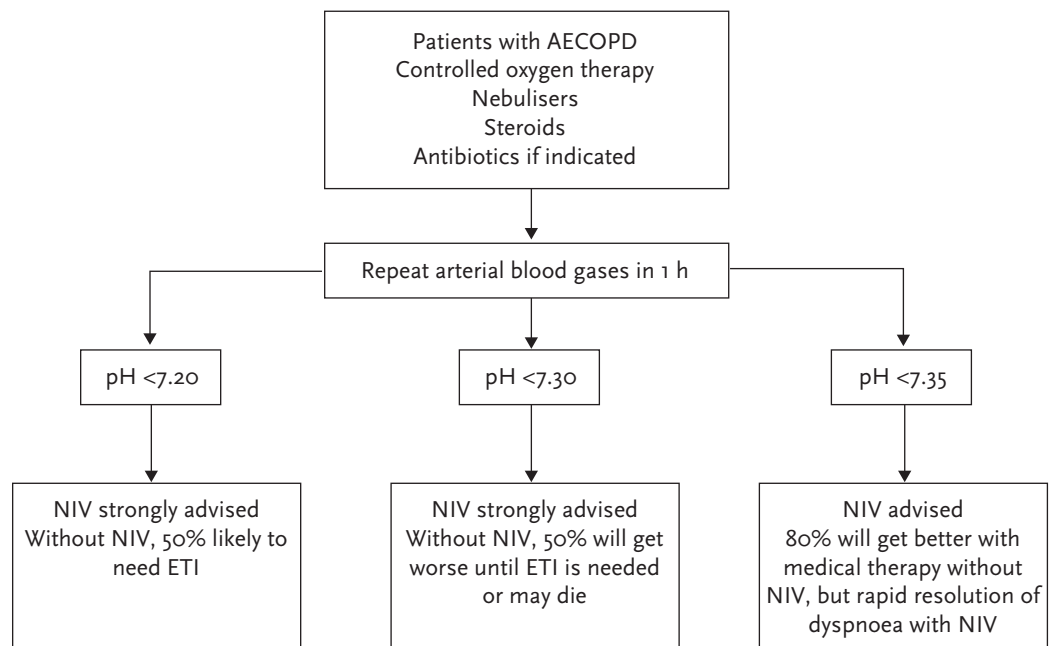 Patients with AECOPD
Controlled oxygen therapy
Nebulisers
Steroids
Antibiotics if indicated
Repeat arterial blood gases in 1 h
pH <7.20
pH <7.30
pH <7.35
NIV strongly advised
Without NIV, 50% likely to
need ETI
NIV strongly advised
Without NIV, 50% will get
worse until ETI is needed
or may die
NIV advised
80% will get better with
medical therapy without
NIV, but rapid resolution of
dyspnoea with NIV